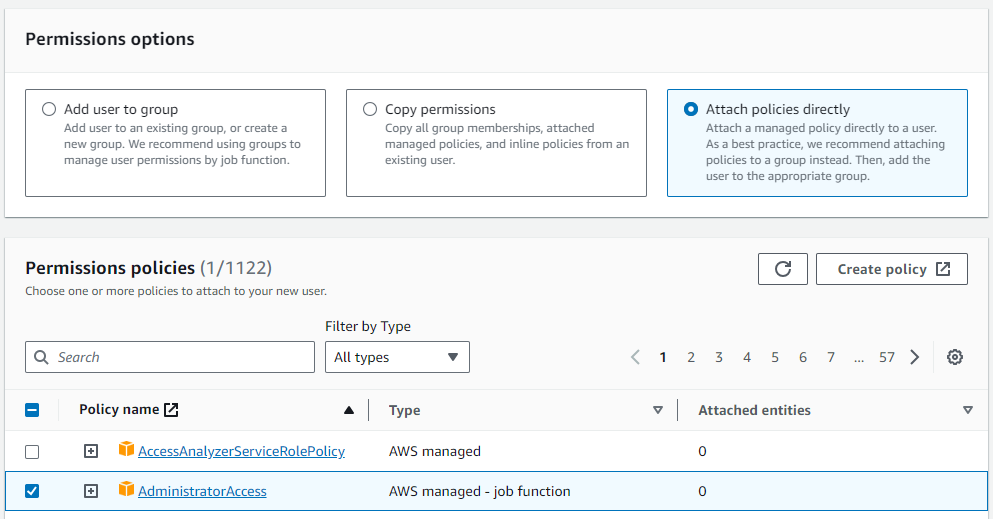 Permissions options
Add user to group
Add user to an existing group, or create a
new group. We recommend using groups to
manage user permissions by job function.
Copy permissions
Copy all group memberships, attached
managed policies, and inline policies from an
existing user.
Attach policies directly
Attach a managed policy directly to a user.
As a best practice, we recommend attaching
policies to a group instead. Then, add the
user to the appropriate group.
Permissions policies (1/1122)
Choose one or more policies to attach to your new user.
Create policy
Filter by Type
Search
All types
1 2 3 4 5 6 7 ... 57
Policy name Type Attached entities
AccessAnalyzerServiceRolePolicy AWS managed 0
AdministratorAccess AWS managed - job function 0